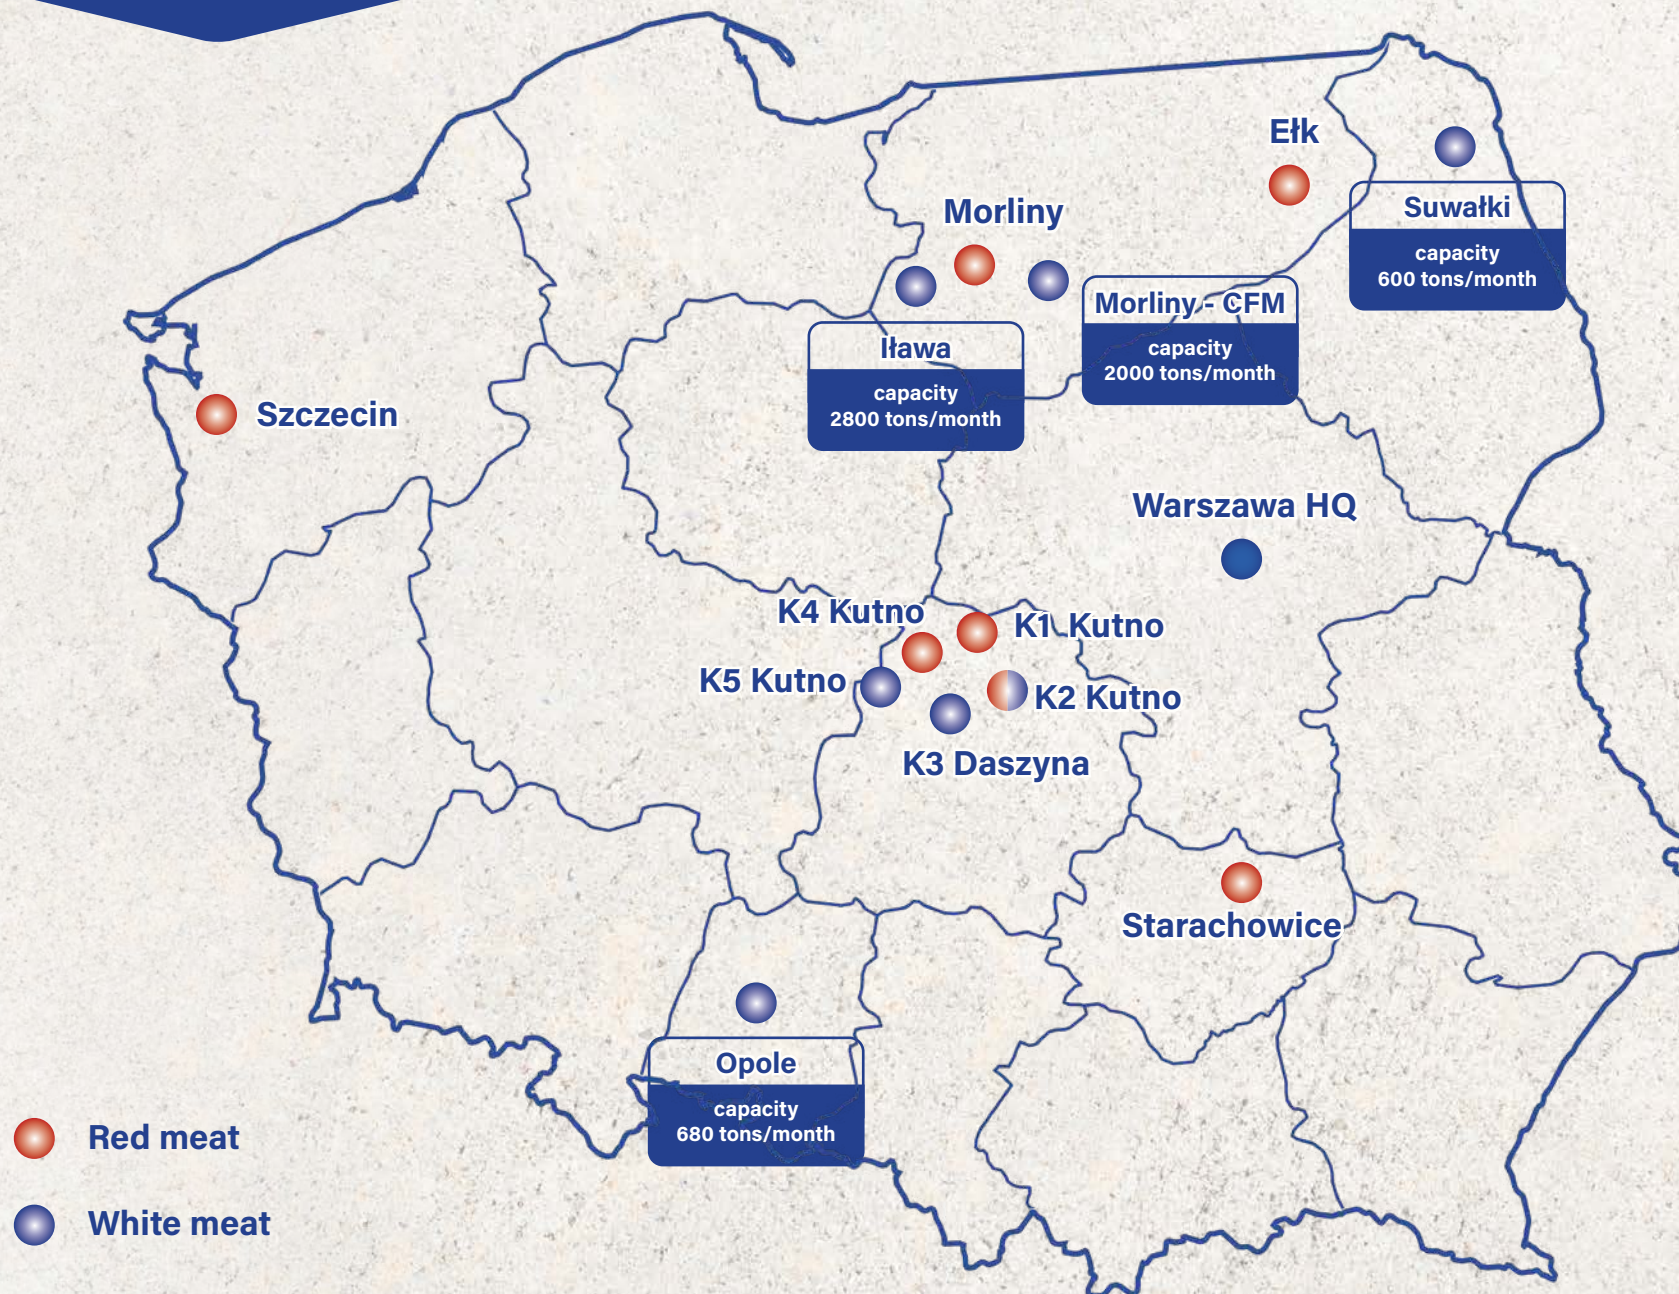 Ełk
Suwałki
capacity
600 tons/month
Morliny
Morliny - CFM
capacity
2000 tons/month
Iława
capacity
2800 tons/month
Szczecin
Warszawa HQ
K4 Kutno
K1 Kutno
K5 Kutno
K2 Kutno
K3 Daszyna
Starachowice
Opole
capacity
680 tons/month
Red meat
White meat